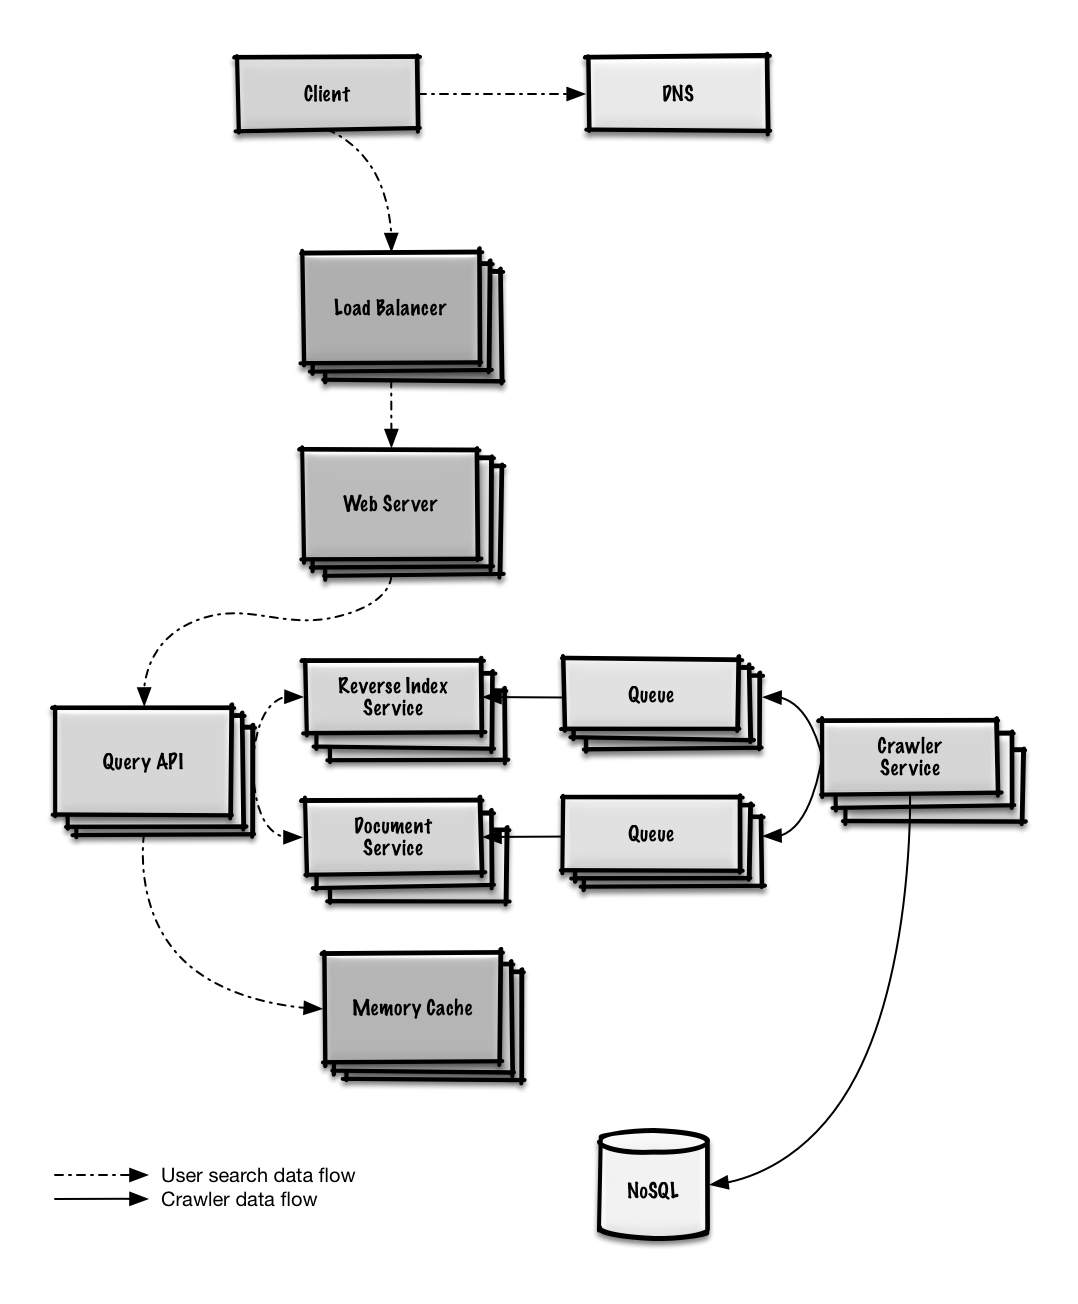 Client
DNS
Load Balancer
Web Server
Reverse Index
Service
Queue
Crawler
Service
Query API
Document
Service
Queue
Memory Cache
NoSQL
User search data flow
Crawler data flow